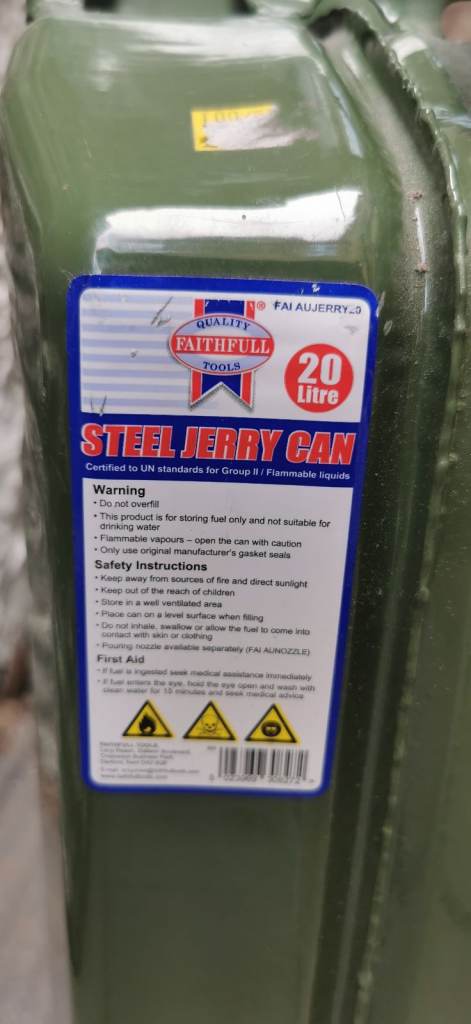 FAI AUJERRY20
QUALITY
FAITHFULL
TOOLS
®
20
Litre
STEEL JERRY CAN
Certified to UN standards for Group II / Flammable liquids
Warning
• Do not overfill
• This product is for storing fuel only and not suitable for
drinking water
• Flammable vapours – open the can with caution
• Only use original manufacturer's gasket seals
Safety Instructions
• Keep away from sources of fire and direct sunlight
• Keep out of the reach of children
• Store in a well ventilated area
• Place can on a level surface when filling
• Do not inhale, swallow or allow the fuel to come into
contact with skin or clothing
• Pouring nozzle available separately (FAI AUNOZZLE)
First Aid
• If fuel is ingested seek medical assistance immediately
• If fuel enters the eye, hold the eye open and wash with
clean water for 15 minutes and seek medical advice
FAITHFULL TOOLS